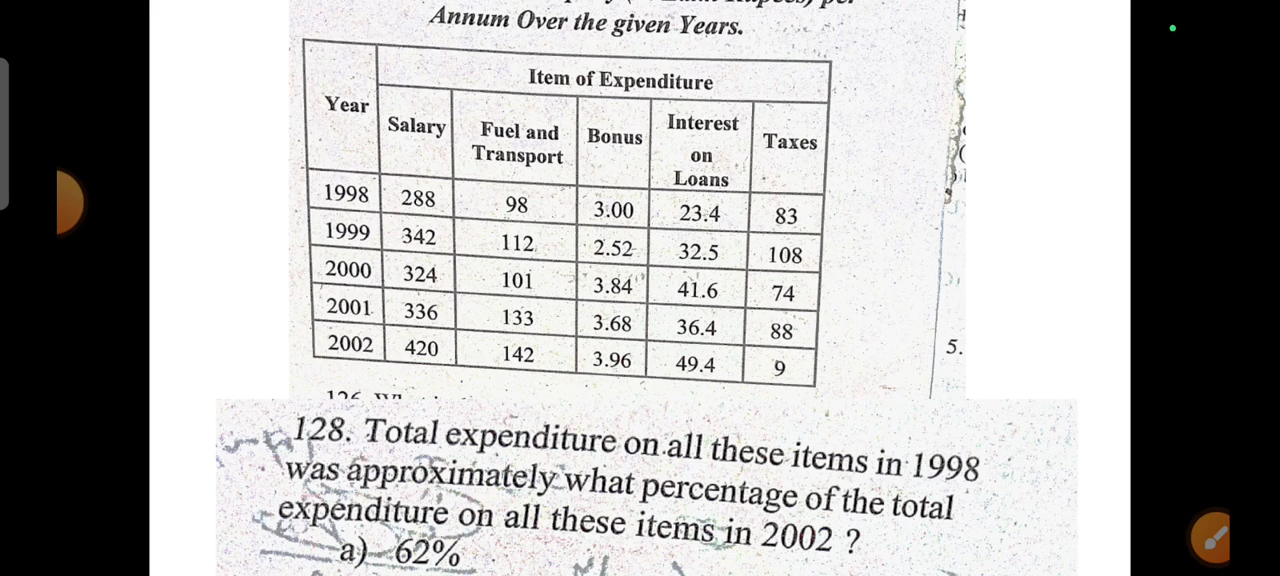 Annum Over the given Years.
Item of Expenditure
Year
Salary
Fuel and
Transport
Bonus
Interest
on
Loans
Taxes
1998 288 98 3.00 23.4 83
1999 342 112 2.52 32.5 108
2000 324 101 3.84 41.6 74
2001 336 133 3.68 36.4 88
2002 420 142 3.96 49.4 9
5.
128. Total expenditure on all these items in 1998
was approximately what percentage of the total
expenditure on all these items in 2002 ?
a) 62%